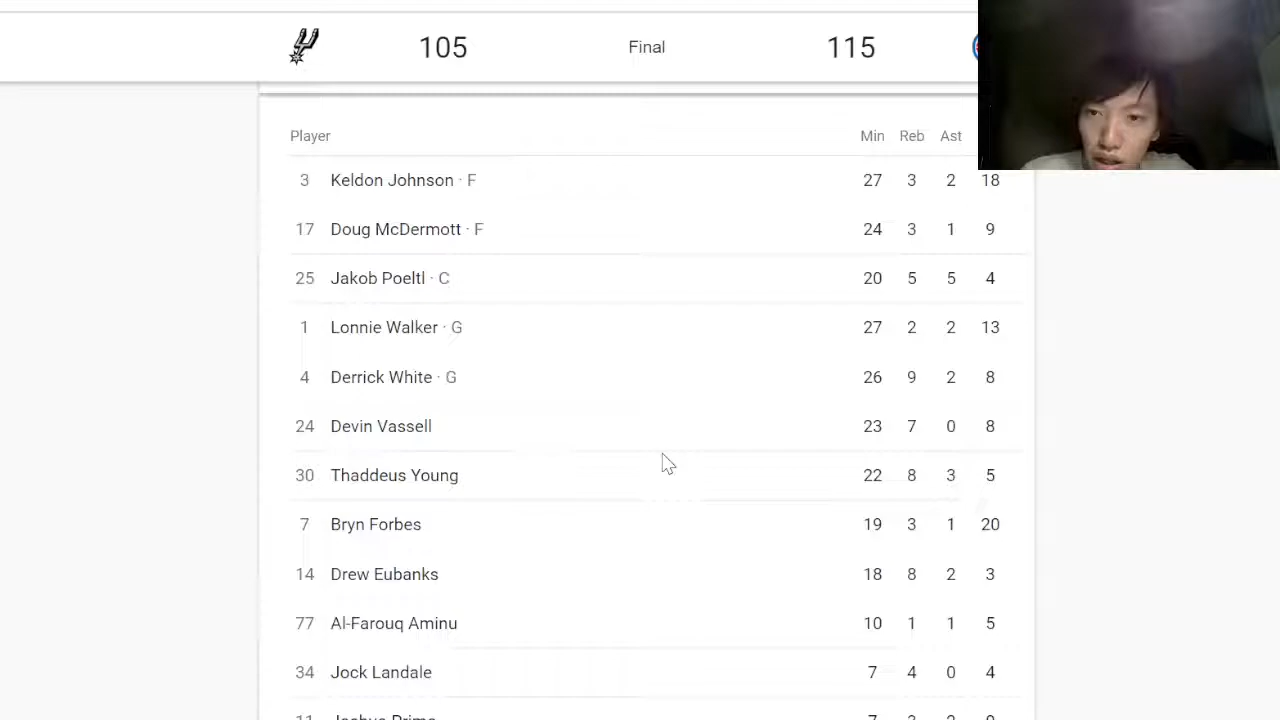 105 Final 115
Player Min Reb Ast
3 Keldon Johnson · F 27 3 2 18
17 Doug McDermott · F 24 3 1 9
25 Jakob Poeltl · C 20 5 5 4
1 Lonnie Walker · G 27 2 2 13
4 Derrick White · G 26 9 2 8
24 Devin Vassell 23 7 0 8
30 Thaddeus Young 22 8 3 5
7 Bryn Forbes 19 3 1 20
14 Drew Eubanks 18 8 2 3
77 Al-Farouq Aminu 10 1 1 5
34 Jock Landale 7 4 0 4